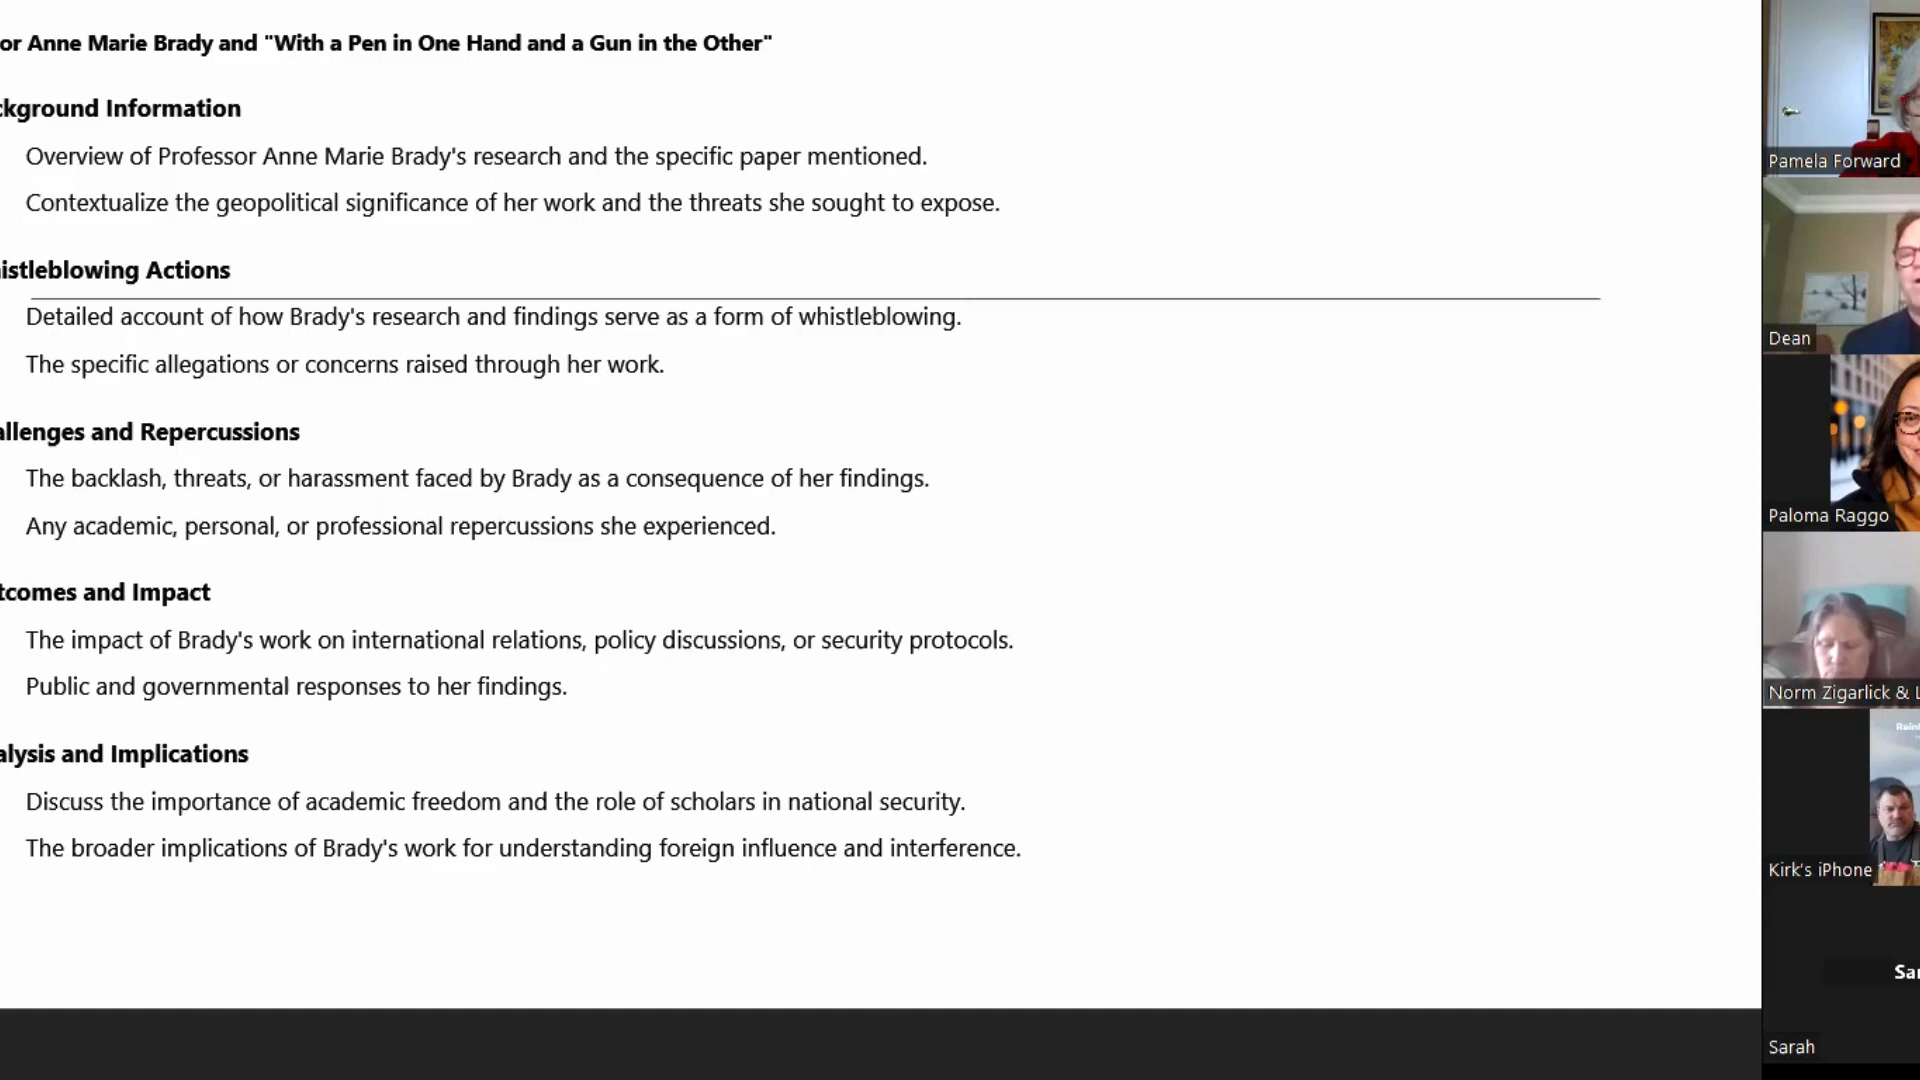 or Anne Marie Brady and "With a Pen in One Hand and a Gun in the Other"
ckground Information
Overview of Professor Anne Marie Brady's research and the specific paper mentioned.
Contextualize the geopolitical significance of her work and the threats she sought to expose.
istleblowing Actions
Detailed account of how Brady's research and findings serve as a form of whistleblowing.
The specific allegations or concerns raised through her work.
allenges and Repercussions
The backlash, threats, or harassment faced by Brady as a consequence of her findings.
Any academic, personal, or professional repercussions she experienced.
tcomes and Impact
The impact of Brady's work on international relations, policy discussions, or security protocols.
Public and governmental responses to her findings.
alysis and Implications
Discuss the importance of academic freedom and the role of scholars in national security.
The broader implications of Brady's work for understanding foreign influence and interference.
Pamela Forward
Dean
Paloma Raggo
Norm Zigarlick & L
Kirk's iPhone
Sar
Sarah